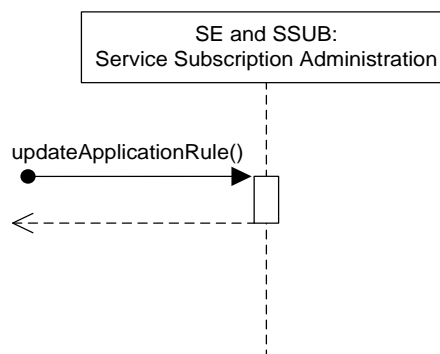 SE and SSUB:
Service Subscription Administration
updateApplicationRule()